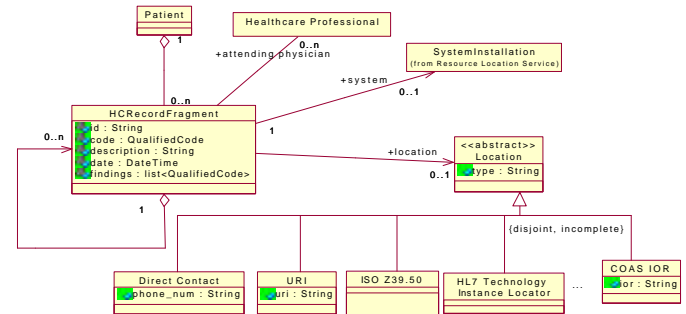 Patient
1
0..n
Healthcare Professional
0..n
+attending physician
SystemInstallation
(from Resource Location Service)
+system
0..1
1
HCRecordFragment
id : String
code : QualifiedCode
description : String
date : DateTime
findings : list<QualifiedCode>
0..n
1
+location
0..1
<<abstract>>
Location
type : String
{disjoint, incomplete}
Direct Contact
phone_num : String
URI
uri : String
ISO Z39.50
HL7 Technology
Instance Locator
...
COAS IOR
ior : String